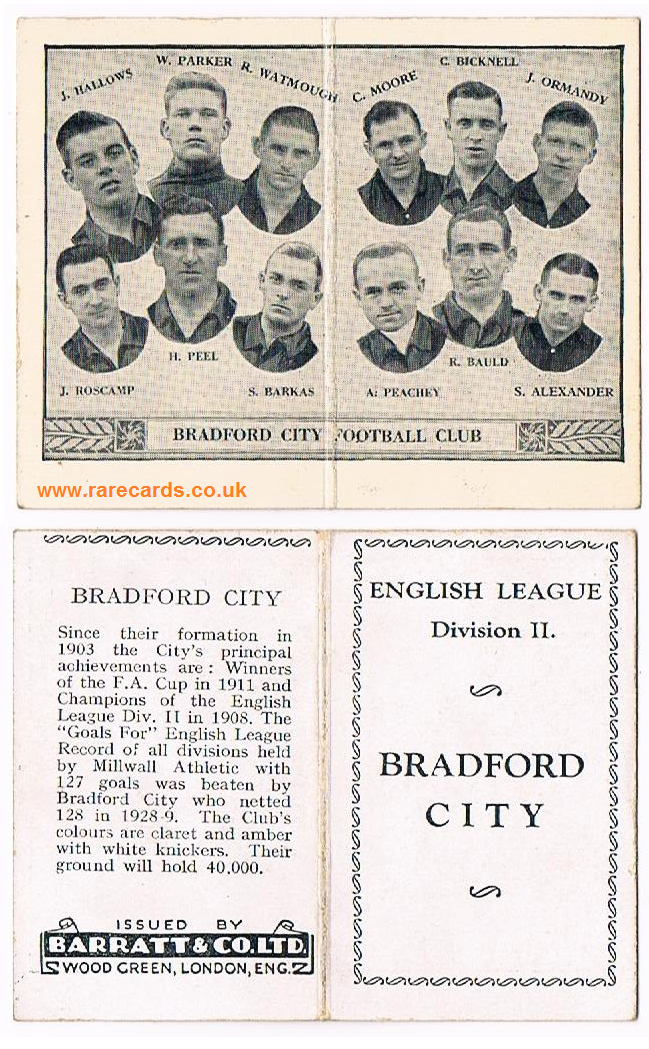 W. PARKER
C. BICKNELL
J. HALLOWS
R. WATMOUGH
C. MOORE
J. ORMANDY
H. PEEL
R. BAULD
J. ROSCAMP
S. BARKAS
A. PEACHEY
S. ALEXANDER
BRADFORD CITY FOOTBALL CLUB
www.rarecards.co.uk
BRADFORD CITY
Since their formation in
1903 the City's principal
achievements are : Winners
of the F.A. Cup in 1911 and
Champions of the English
League Div. II in 1908. The
"Goals For" English League
Record of all divisions held
by Millwall Athletic with
127 goals was beaten by
Bradford City who netted
128 in 1928-9. The Club's
colours are claret and amber
with white knickers. Their
ground will hold 40.000.
ISSUED BY
BARRATT & CO. LTD.
WOOD GREEN, LONDON, ENG.
ENGLISH LEAGUE
Division II.
BRADFORD
CITY